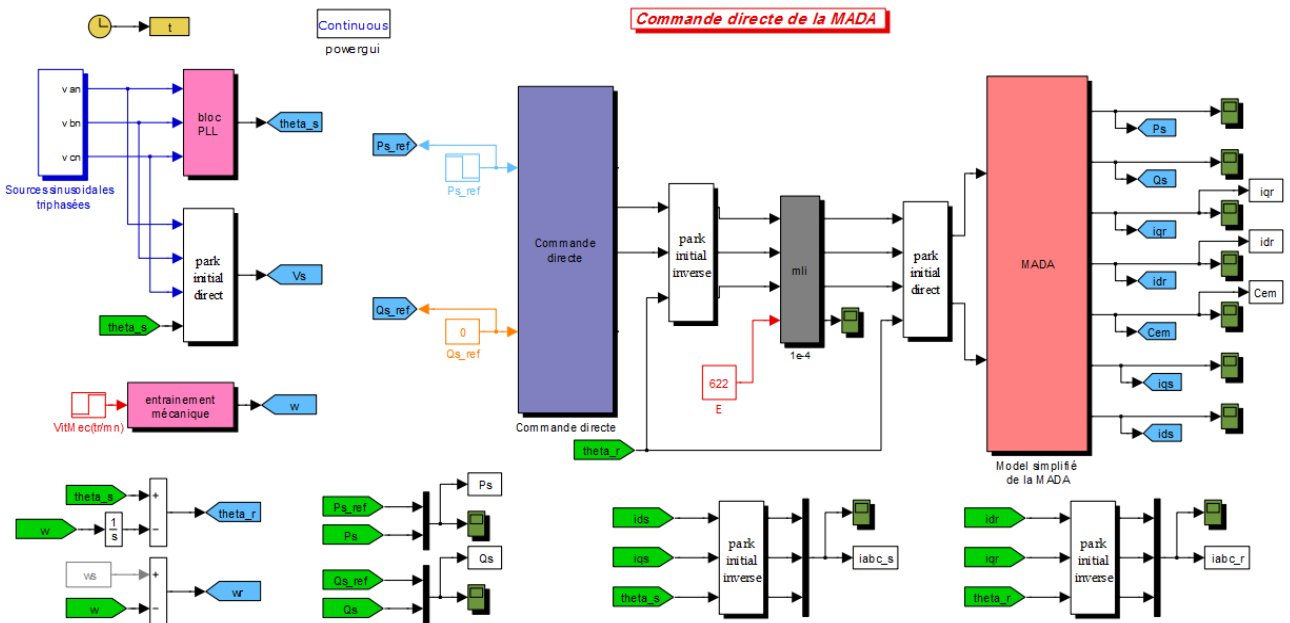 Commande directe de la MADA
t
Continuous
powergui
v an
v bn
v cn
Sources sinusoidales
triphasées
bloc
PLL
theta_s
park
initial
direct
Vs
theta_s
VitMec(tr/mn)
entrainement
mécanique
w
Ps_ref
Ps_ref
Qs_ref
0
Qs_ref
Commande
directe
Commande directe
theta_r
park
initial
inverse
mli
1e-4
622
E
park
initial
direct
MADA
Model simplifié
de la MADA
Ps
Qs
iqr
iqr
idr
idr
Cem
Cem
iqs
ids
theta_s
w
1
s
+
−
theta_r
ws
w
+
−
wr
Ps_ref
Ps
Ps
Qs_ref
Qs
Qs
ids
iqs
theta_s
park
initial
inverse
iabc_s
idr
iqr
theta_r
park
initial
inverse
iabc_r